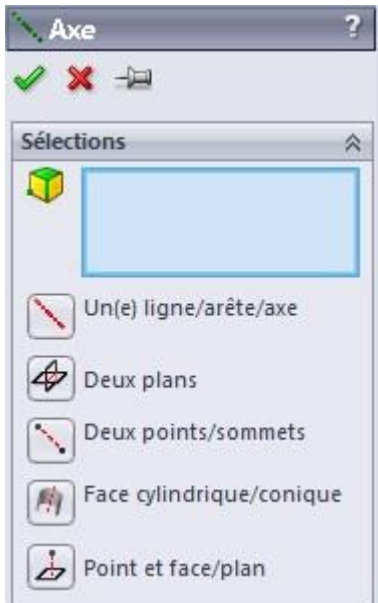 Axe ?
Sélections
Un(e) ligne/arête/axe
Deux plans
Deux points/sommets
Face cylindrique/conique
Point et face/plan